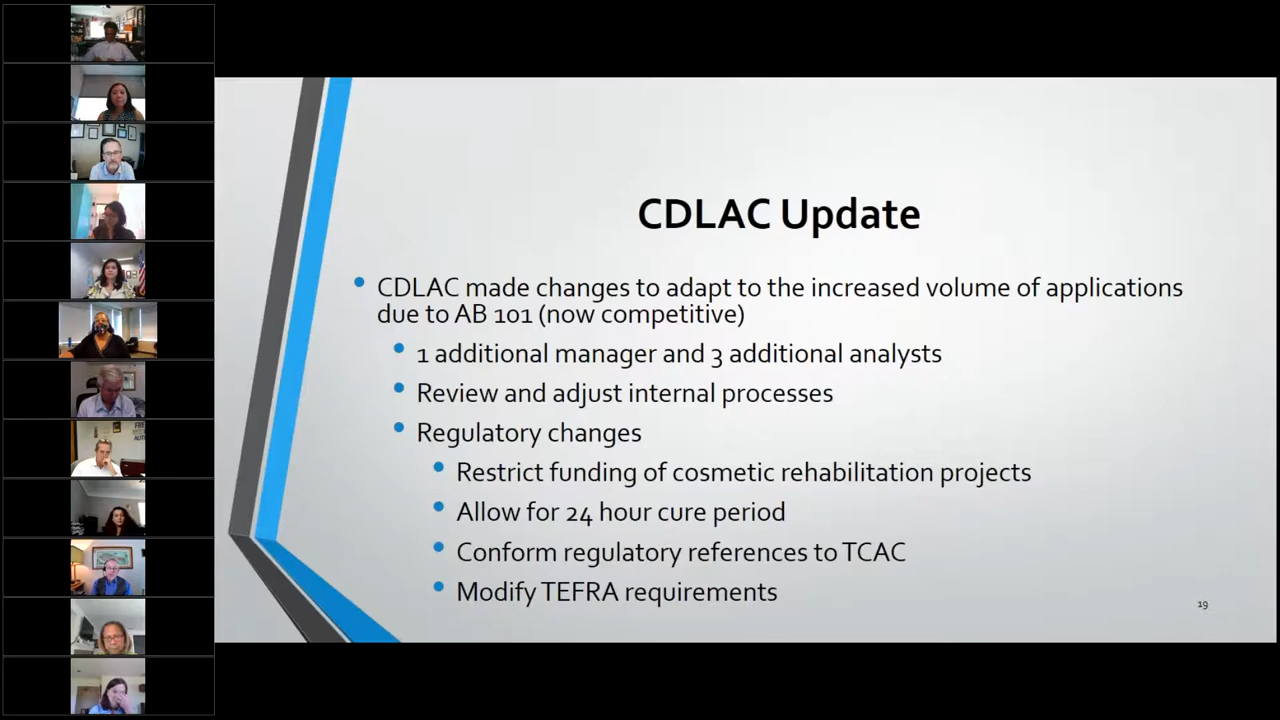 CDLAC Update
• CDLAC made changes to adapt to the increased volume of applications
due to AB 101 (now competitive)
• 1 additional manager and 3 additional analysts
• Review and adjust internal processes
• Regulatory changes
• Restrict funding of cosmetic rehabilitation projects
• Allow for 24 hour cure period
• Conform regulatory references to TCAC
• Modify TEFRA requirements
19